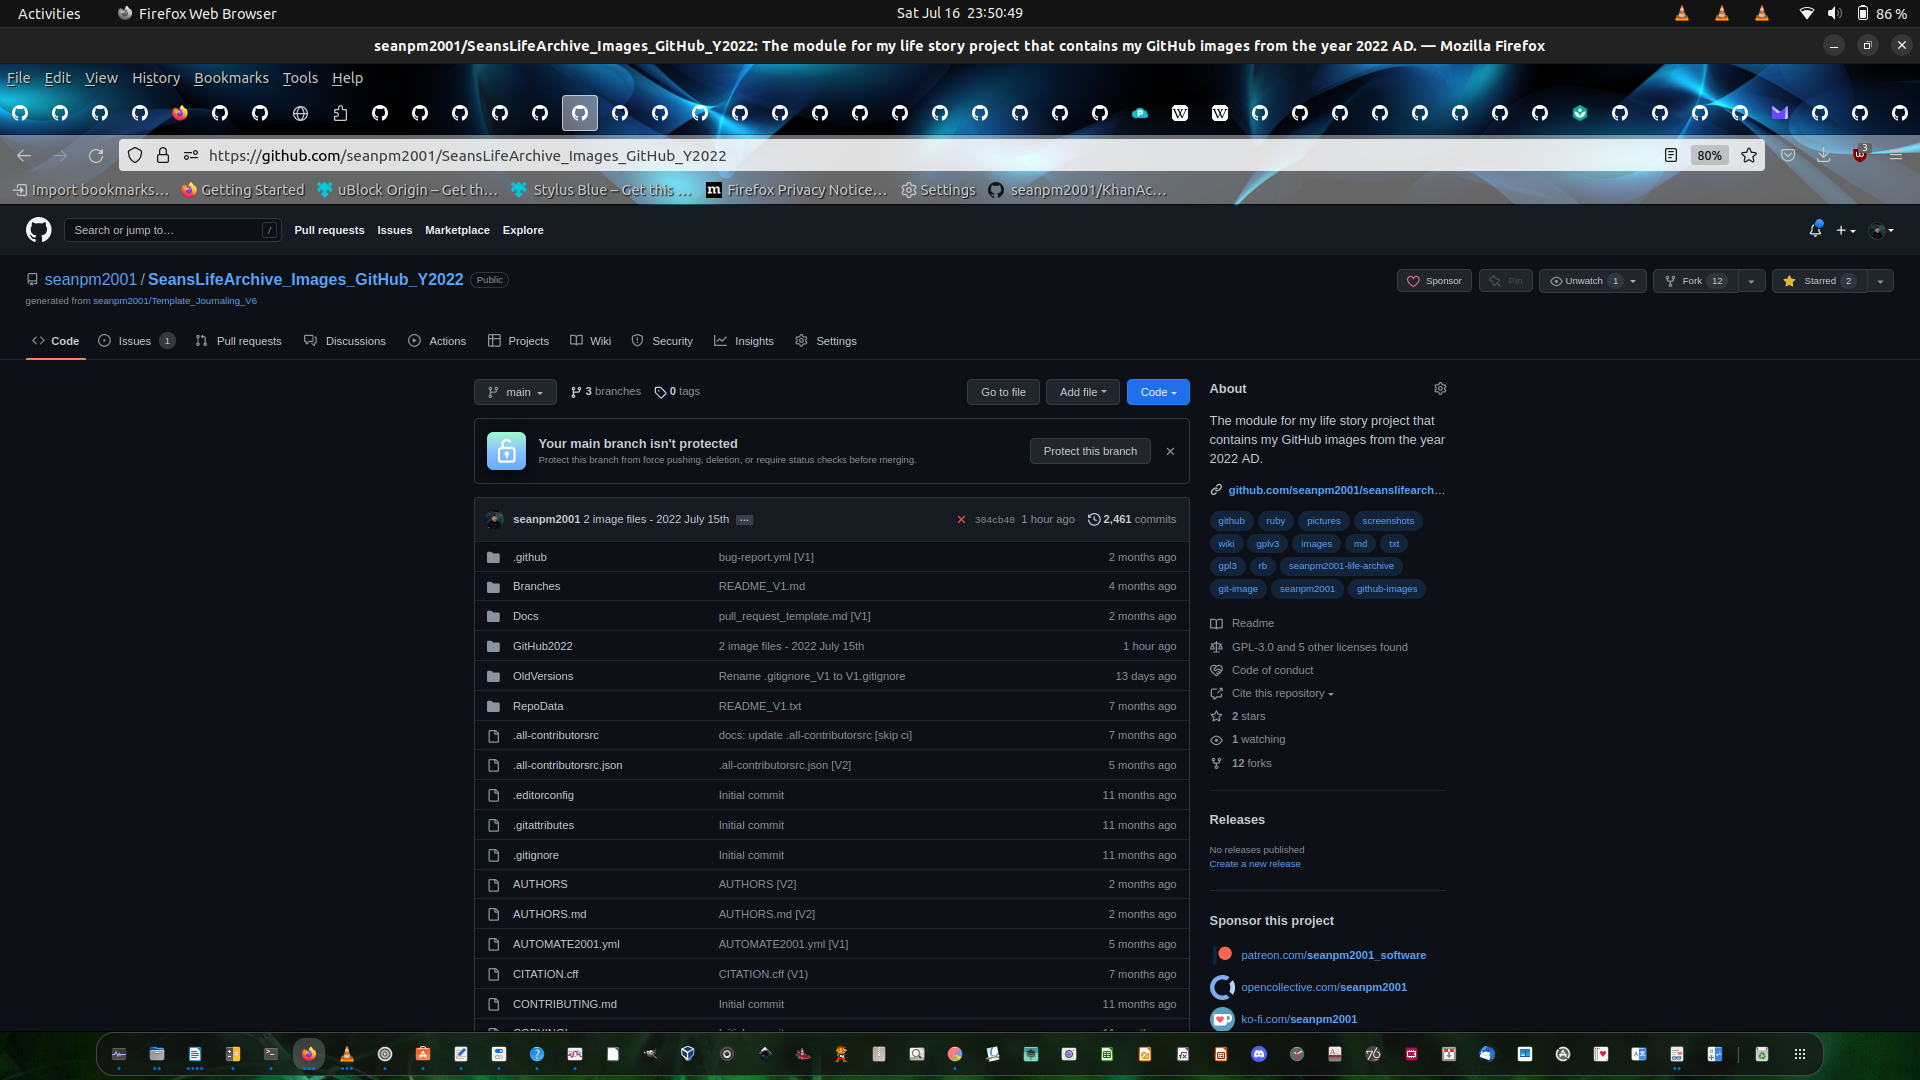 Activities Firefox Web Browser Sat Jul 16 23:50:49 86 %
seanpm2001/SeansLifeArchive_Images_GitHub_Y2022: The module for my life story project that contains my GitHub images from the year 2022 AD. — Mozilla Firefox
File Edit View History Bookmarks Tools Help
https://github.com/seanpm2001/SeansLifeArchive_Images_GitHub_Y2022 80% 3
Import bookmarks… Getting Started uBlock Origin – Get th… Stylus Blue – Get this … Firefox Privacy Notice… Settings seanpm2001/KhanAc…
Search or jump to… / Pull requests Issues Marketplace Explore
seanpm2001 / SeansLifeArchive_Images_GitHub_Y2022 Public Sponsor Pin Unwatch 1 Fork 12 Starred 2
generated from seanpm2001/Template_Journaling_V6
Code Issues 1 Pull requests Discussions Actions Projects Wiki Security Insights Settings
main 3 branches 0 tags Go to file Add file Code
Your main branch isn't protected
Protect this branch from force pushing, deletion, or require status checks before merging.
Protect this branch
seanpm2001 2 image files - 2022 July 15th … 304cb40 1 hour ago 2,461 commits
.github bug-report.yml [V1] 2 months ago
Branches README_V1.md 4 months ago
Docs pull_request_template.md [V1] 2 months ago
GitHub2022 2 image files - 2022 July 15th 1 hour ago
OldVersions Rename .gitignore_V1 to V1.gitignore 13 days ago
RepoData README_V1.txt 7 months ago
.all-contributorsrc docs: update .all-contributorsrc [skip ci] 7 months ago
.all-contributorsrc.json .all-contributorsrc.json [V2] 5 months ago
.editorconfig Initial commit 11 months ago
.gitattributes Initial commit 11 months ago
.gitignore Initial commit 11 months ago
AUTHORS AUTHORS [V2] 2 months ago
AUTHORS.md AUTHORS.md [V2] 2 months ago
AUTOMATE2001.yml AUTOMATE2001.yml [V1] 5 months ago
CITATION.cff CITATION.cff (V1) 7 months ago
CONTRIBUTING.md Initial commit 11 months ago
About
The module for my life story project that
contains my GitHub images from the year
2022 AD.
github.com/seanpm2001/seanslifearch…
github ruby pictures screenshots
wiki gplv3 images md txt
gpl3 rb seanpm2001-life-archive
git-image seanpm2001 github-images
Readme
GPL-3.0 and 5 other licenses found
Code of conduct
Cite this repository
2 stars
1 watching
12 forks
Releases
No releases published
Create a new release
Sponsor this project
patreon.com/seanpm2001_software
opencollective.com/seanpm2001
ko-fi.com/seanpm2001